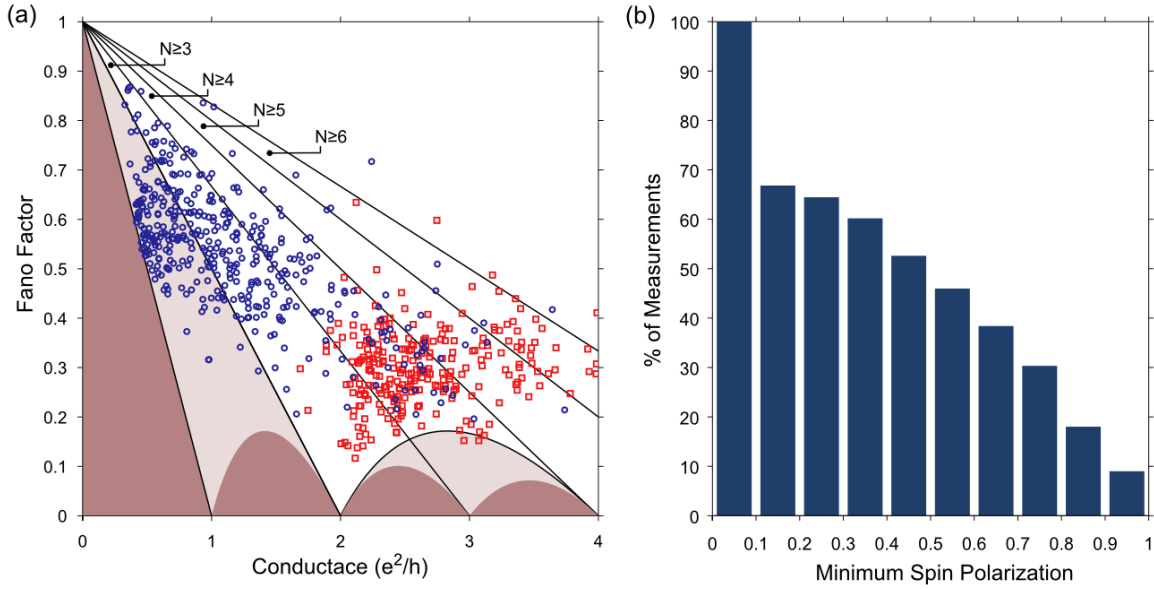 (a)
1
0.9
0.8
0.7
0.6
0.5
0.4
0.3
0.2
0.1
0
Fano Factor
N≥3
N≥4
N≥5
N≥6
0 1 2 3 4
Conductace (e²/h)
(b)
100
90
80
70
60
50
40
30
20
10
0
% of Measurements
0 0.1 0.2 0.3 0.4 0.5 0.6 0.7 0.8 0.9 1
Minimum Spin Polarization